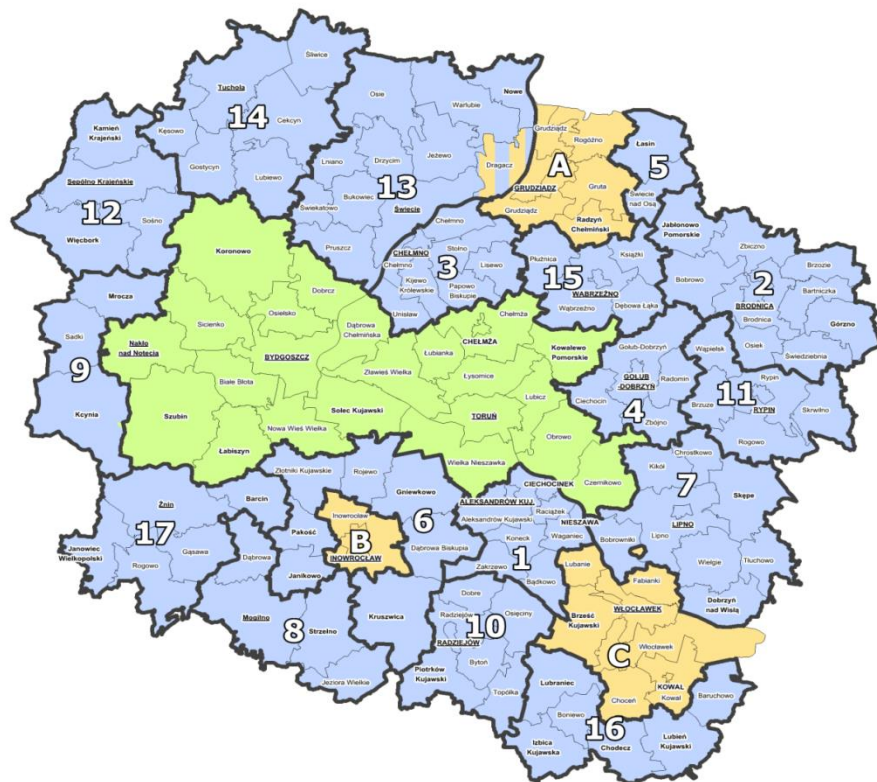 Śliwice
Tuchola
14
Kęsowo
Cekcyn
Gostycyn
Lubiewo
Osie
Warlubie
Nowe
Lniano
Drzycim
Jeżewo
Dragacz
13
Bukowiec
Świecie
Świekatowo
Pruszcz
Kamień
Krajeński
Sępólno Krajeńskie
12
Sośno
Więcbork
Grudziądz
Rogóźno
A
GRUDZIĄDZ
Gruta
Grudziądz
Radzyń
Chełmiński
Łasin
5
Świecie
nad Osą
Chełmno
CHEŁMNO
Stolno
Chełmno
3
Lisewo
Kijewo
Królewskie
Papowo
Biskupie
Unisław
Płużnica
Książki
15
WĄBRZEŹNO
Wąbrzeźno
Dębowa Łąka
Jabłonowo
Pomorskie
Zbiczno
Bobrowo
2
Brzozie
BRODNICA
Bartniczka
Brodnica
Górzno
Osiek
Świedziebnia
Mrocza
Sadki
9
Kcynia
Koronowo
Dobrcz
Osielsko
Sicienko
Dąbrowa
Chełmińska
Nakło
nad Notecią
BYDGOSZCZ
Białe Błota
Szubin
Solec Kujawski
Nowa Wieś Wielka
Łabiszyn
Chełmża
CHEŁMŻA
Łubianka
Kowalewo
Pomorskie
Zławieś Wielka
Łysomice
TORUŃ
Lubicz
Obrowo
Wielka Nieszawka
Czernikowo
Golub-Dobrzyń
GOLUB
-DOBRZYŃ
Radomin
Ciechocin
4
Zbójno
Wąpielsk
Rypin
11
Brzuze
RYPIN
Skrwilno
Rogowo
Chrostkowo
Kikół
7
Skępe
LIPNO
Bobrowniki
Lipno
Wielgie
Tłuchowo
Dobrzyń
nad Wisłą
Żnin
Barcin
17
Janowiec
Wielkopolski
Gąsawa
Rogowo
Złotniki Kujawskie
Rojewo
Gniewkowo
Inowrocław
6
Pakość
B
INOWROCŁAW
Dąbrowa Biskupia
Janikowo
Kruszwica
Dąbrowa
Mogilno
8
Strzelno
Jeziora Wielkie
CIECHOCINEK
ALEKSANDRÓW KUJ.
Raciążek
Aleksandrów Kujawski
NIESZAWA
Koneck
Waganiec
1
Zakrzewo
Bądkowo
Dobre
Radziejów
Osięciny
10
RADZIEJÓW
Bytoń
Piotrków
Kujawski
Topólka
Lubanie
Fabianki
WŁOCŁAWEK
Brześć
Kujawski
C
Włocławek
KOWAL
Kowal
Choceń
Lubraniec
Baruchowo
Boniewo
16
Izbica
Kujawska
Chodecz
Lubień
Kujawski